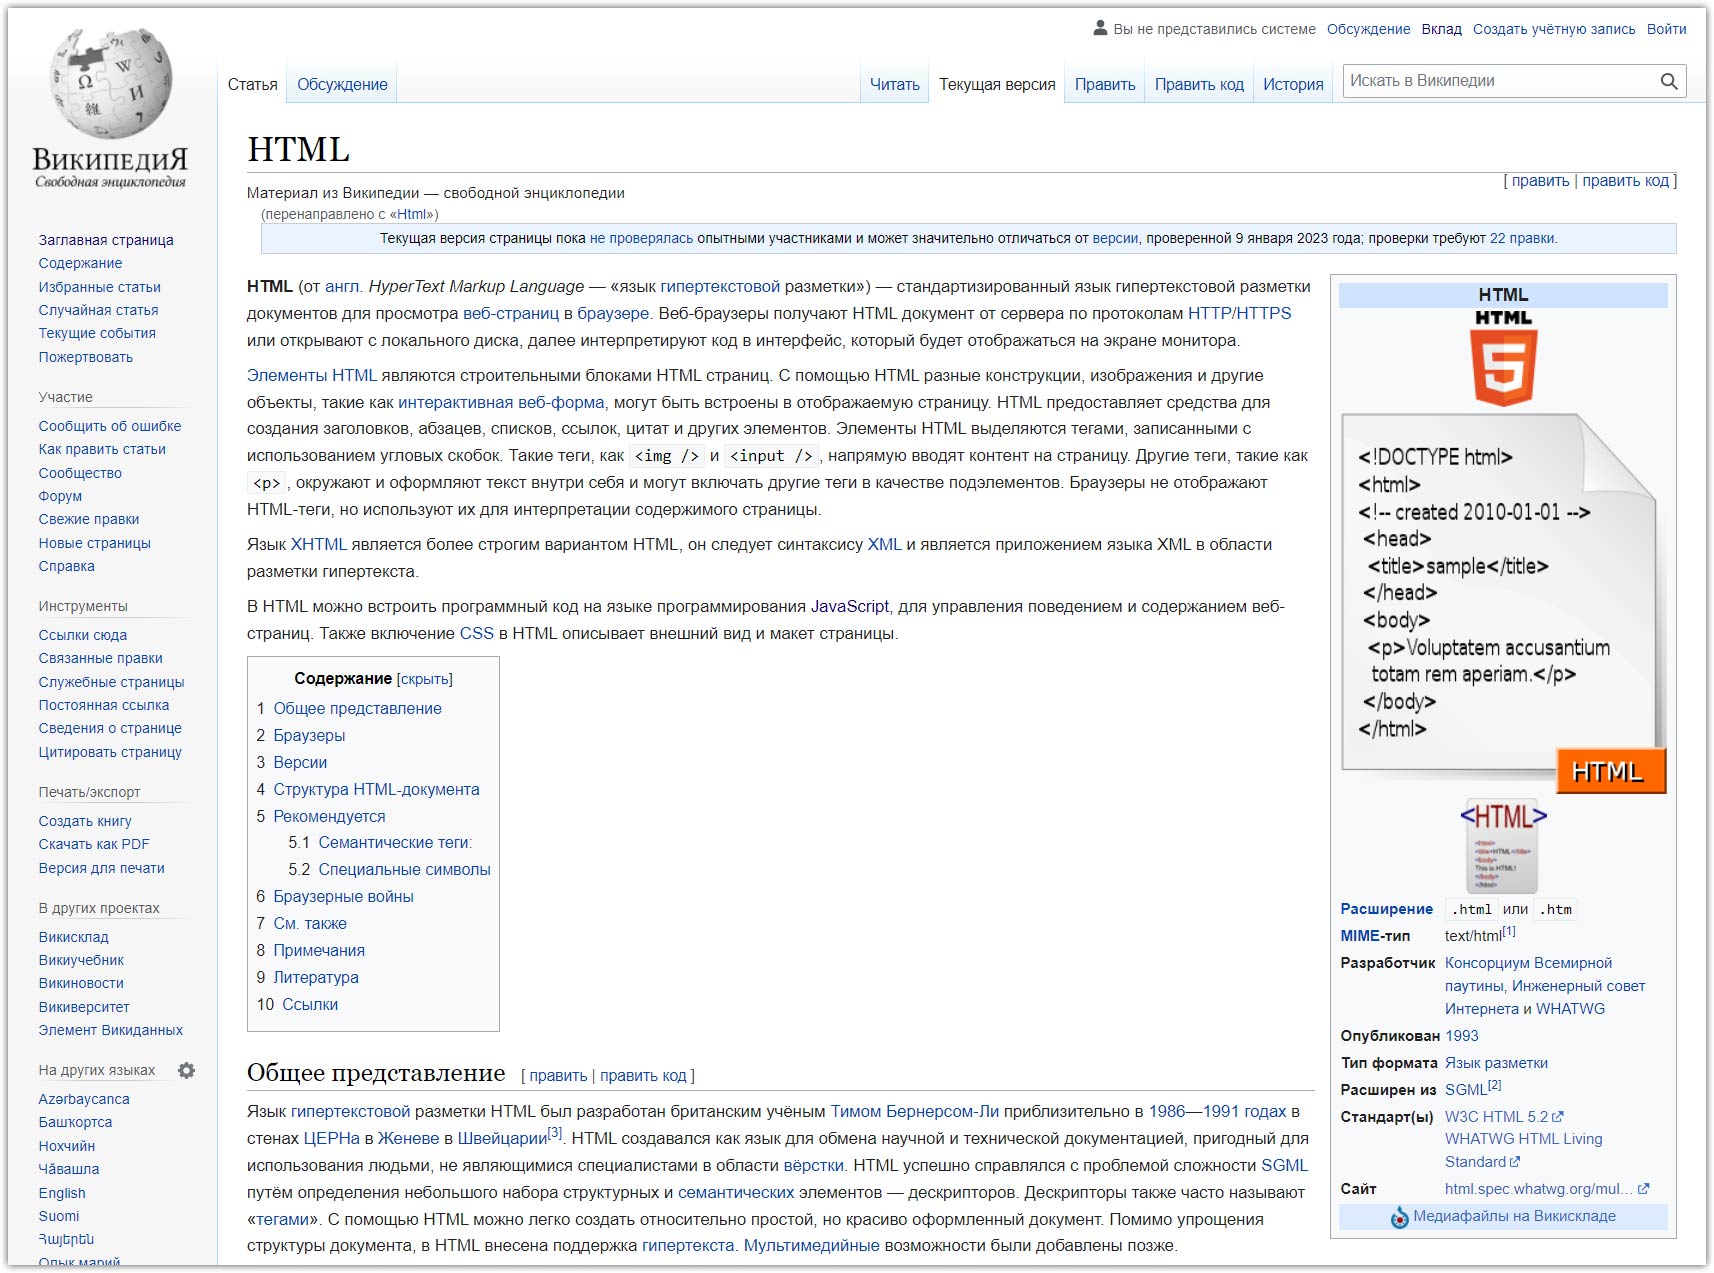 ВикипедиЯ
Свободная энциклопедия
Вы не представились системе Обсуждение Вклад Создать учётную запись Войти
Статья Обсуждение Читать Текущая версия Править Править код История Искать в Википедии
Заглавная страница
Содержание
Избранные статьи
Случайная статья
Текущие события
Пожертвовать
Участие
Сообщить об ошибке
Как править статьи
Сообщество
Форум
Свежие правки
Новые страницы
Справка
Инструменты
Ссылки сюда
Связанные правки
Служебные страницы
Постоянная ссылка
Сведения о странице
Цитировать страницу
Печать/экспорт
Создать книгу
Скачать как PDF
Версия для печати
В других проектах
Викисклад
Викиучебник
Викиновости
Викиверситет
Элемент Викиданных
На других языках
Azərbaycanca
Башҡортса
Нохчийн
Чӑвашла
English
Suomi
Հայերեն
Олык марий
HTML
[ править | править код ]
Материал из Википедии — свободной энциклопедии
(перенаправлено с «Html»)
Текущая версия страницы пока не проверялась опытными участниками и может значительно отличаться от версии, проверенной 9 января 2023 года; проверки требуют 22 правки.
HTML (от англ. HyperText Markup Language — «язык гипертекстовой разметки») — стандартизированный язык гипертекстовой разметки
документов для просмотра веб-страниц в браузере. Веб-браузеры получают HTML документ от сервера по протоколам HTTP/HTTPS
или открывают с локального диска, далее интерпретируют код в интерфейс, который будет отображаться на экране монитора.
Элементы HTML являются строительными блоками HTML страниц. С помощью HTML разные конструкции, изображения и другие
объекты, такие как интерактивная веб-форма, могут быть встроены в отображаемую страницу. HTML предоставляет средства для
создания заголовков, абзацев, списков, ссылок, цитат и других элементов. Элементы HTML выделяются тегами, записанными с
использованием угловых скобок. Такие теги, как <img /> и <input />, напрямую вводят контент на страницу. Другие теги, такие как
<p>, окружают и оформляют текст внутри себя и могут включать другие теги в качестве подэлементов. Браузеры не отображают
HTML-теги, но используют их для интерпретации содержимого страницы.
Язык XHTML является более строгим вариантом HTML, он следует синтаксису XML и является приложением языка XML в области
разметки гипертекста.
В HTML можно встроить программный код на языке программирования JavaScript, для управления поведением и содержанием веб-
страниц. Также включение CSS в HTML описывает внешний вид и макет страницы.
Содержание [скрыть]
1 Общее представление
2 Браузеры
3 Версии
4 Структура HTML-документа
5 Рекомендуется
5.1 Семантические теги:
5.2 Специальные символы
6 Браузерные войны
7 См. также
8 Примечания
9 Литература
10 Ссылки
Общее представление [ править | править код ]
Язык гипертекстовой разметки HTML был разработан британским учёным Тимом Бернерсом-Ли приблизительно в 1986—1991 годах в
стенах ЦЕРНа в Женеве в Швейцарии[3]. HTML создавался как язык для обмена научной и технической документацией, пригодный для
использования людьми, не являющимися специалистами в области вёрстки. HTML успешно справлялся с проблемой сложности SGML
путём определения небольшого набора структурных и семантических элементов — дескрипторов. Дескрипторы также часто называют
«тегами». С помощью HTML можно легко создать относительно простой, но красиво оформленный документ. Помимо упрощения
структуры документа, в HTML внесена поддержка гипертекста. Мультимедийные возможности были добавлены позже.
HTML
HTML
5
<!DOCTYPE html>
<html>
<!-- created 2010-01-01 -->
<head>
<title>sample</title>
</head>
<body>
<p>Voluptatem accusantium
totam rem aperiam.</p>
</body>
</html>
HTML
<HTML>
<html>
<title>HTML</title>
<body>
This is HTML!
</body>
</html>
Расширение .html или .htm
MIME-тип text/html[1]
Разработчик Консорциум Всемирной
паутины, Инженерный совет
Интернета и WHATWG
Опубликован 1993
Тип формата Язык разметки
Расширен из SGML[2]
Стандарт(ы) W3C HTML 5.2
WHATWG HTML Living
Standard
Сайт html.spec.whatwg.org/mul…
Медиафайлы на Викискладе